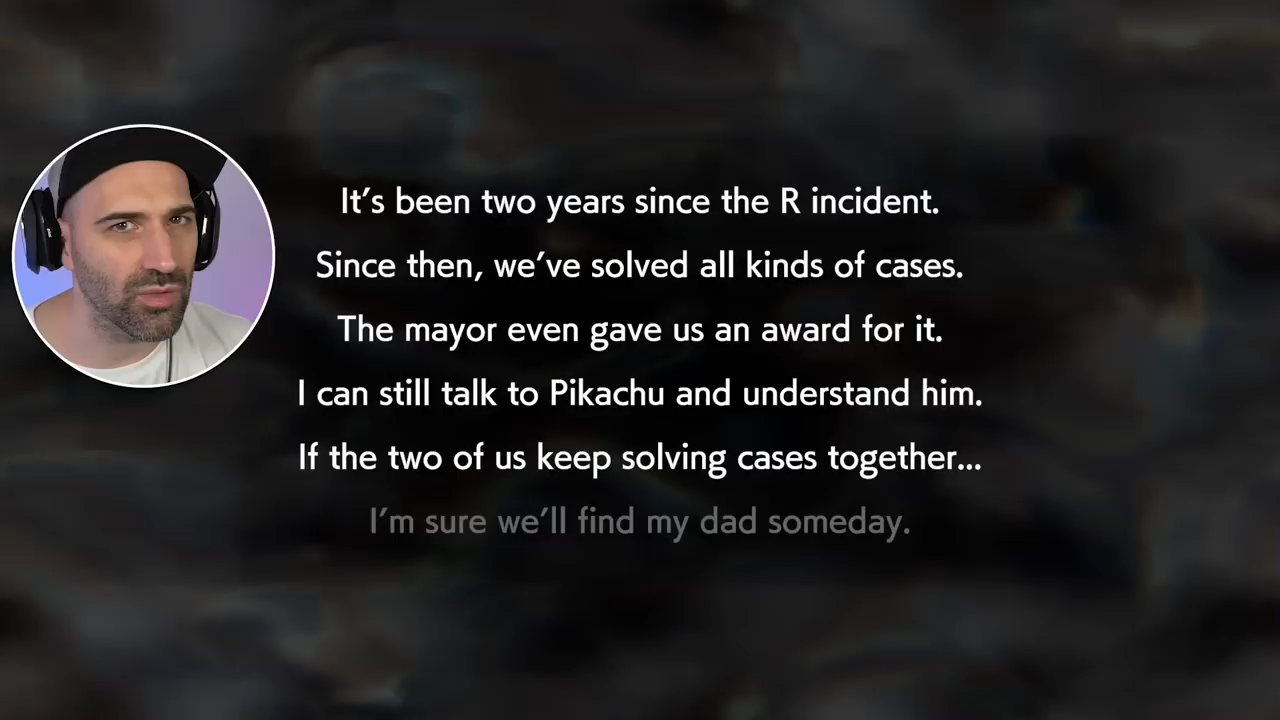 It's been two years since the R incident.
Since then, we've solved all kinds of cases.
The mayor even gave us an award for it.
I can still talk to Pikachu and understand him.
If the two of us keep solving cases together...
I'm sure we'll find my dad someday.